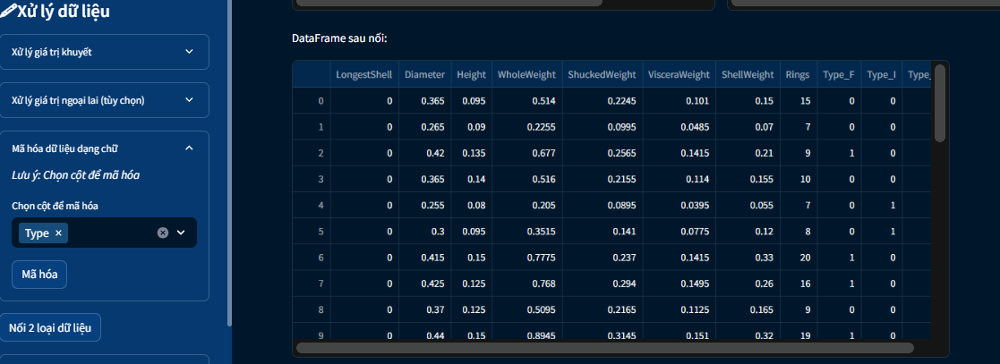 Xử lý dữ liệu
Xử lý giá trị khuyết
Xử lý giá trị ngoại lai (tùy chọn)
Mã hóa dữ liệu dạng chữ
Lưu ý: Chọn cột để mã hóa
Chọn cột để mã hóa
Type ×
Mã hóa
Nối 2 loại dữ liệu
DataFrame sau nối:
LongestShell Diameter Height WholeWeight ShuckedWeight VisceraWeight ShellWeight Rings Type_F Type_I Type_
0 0 0.365 0.095 0.514 0.2245 0.101 0.15 15 0 0
1 0 0.265 0.09 0.2255 0.0995 0.0485 0.07 7 0 0
2 0 0.42 0.135 0.677 0.2565 0.1415 0.21 9 1 0
3 0 0.365 0.14 0.516 0.2155 0.114 0.155 10 0 0
4 0 0.255 0.08 0.205 0.0895 0.0395 0.055 7 0 1
5 0 0.3 0.095 0.3515 0.141 0.0775 0.12 8 0 1
6 0 0.415 0.15 0.7775 0.237 0.1415 0.33 20 1 0
7 0 0.425 0.125 0.768 0.294 0.1495 0.26 16 1 0
8 0 0.37 0.125 0.5095 0.2165 0.1125 0.165 9 0 0
9 0 0.44 0.15 0.8945 0.3145 0.151 0.32 19 1 0